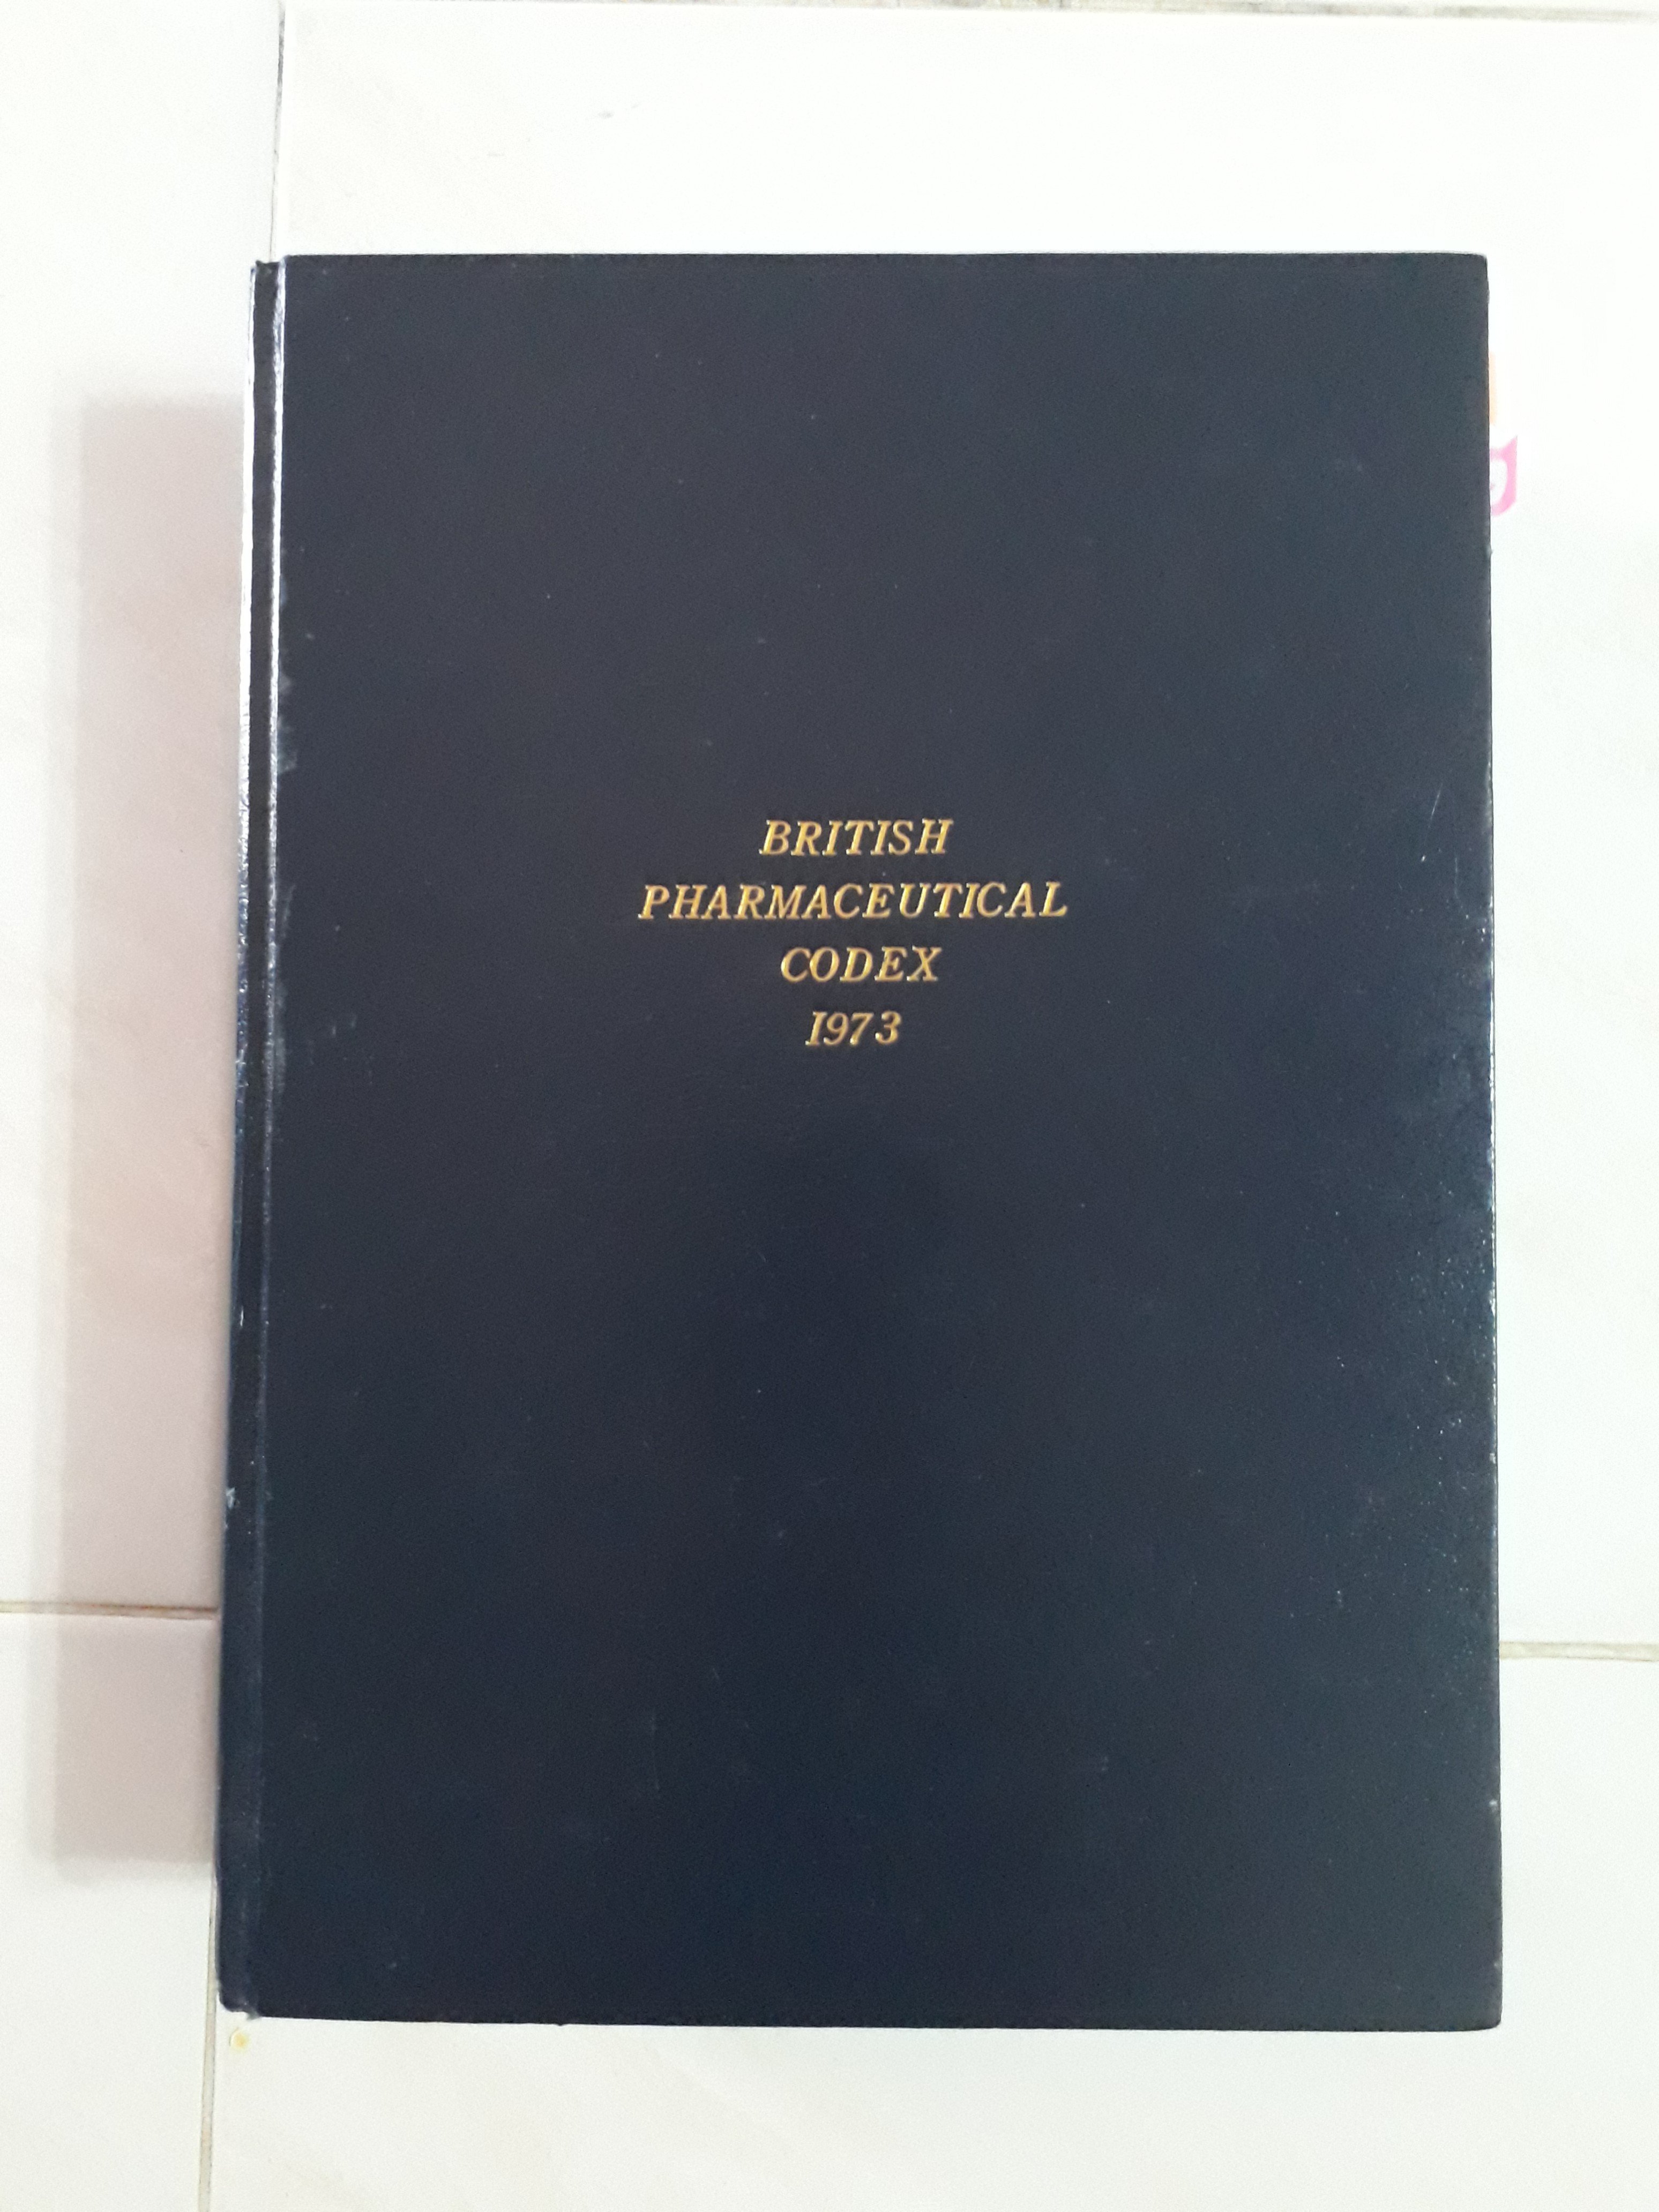 BRITISH
PHARMACEUTICAL
CODEX
1973